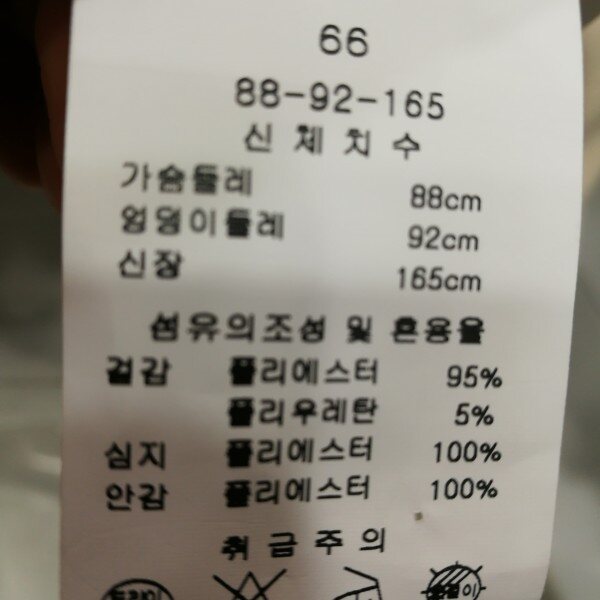 66
88-92-165
신 체 치 수
가슴둘레 88cm
엉덩이둘레 92cm
신장 165cm
섬유의조성 및 혼용율
겉감 폴리에스터 95%
폴리우레탄 5%
심지 폴리에스터 100%
안감 폴리에스터 100%
취 급 주 의
드라이